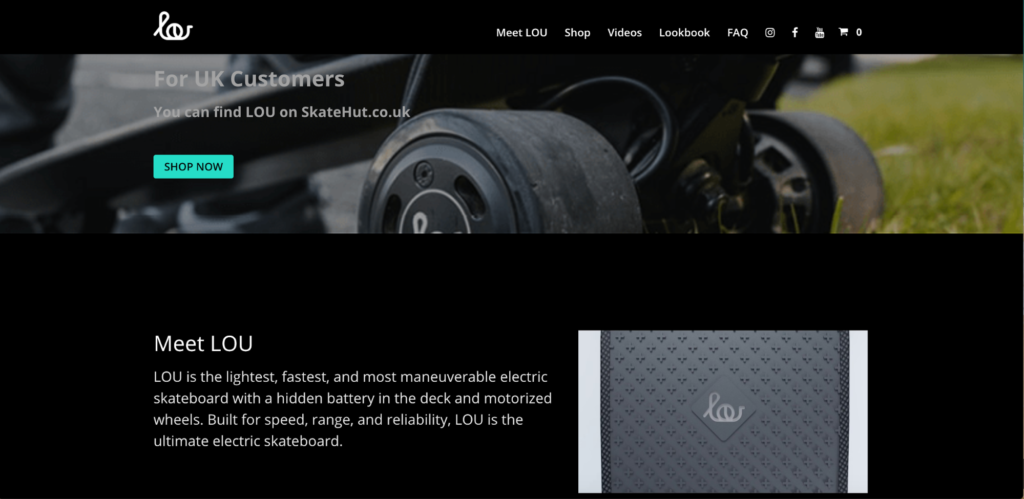 lou
Meet LOU
Shop
Videos
Lookbook
FAQ
0
For UK Customers
You can find LOU on SkateHut.co.uk
SHOP NOW
lou
Meet LOU
LOU is the lightest, fastest, and most maneuverable electric
skateboard with a hidden battery in the deck and motorized
wheels. Built for speed, range, and reliability, LOU is the
ultimate electric skateboard.
lou